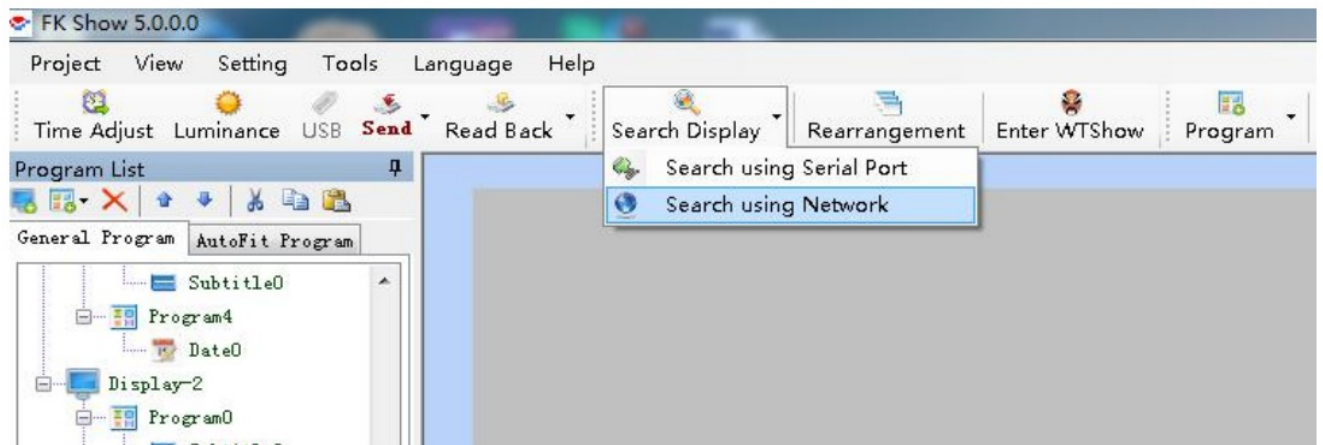 FK Show 5.0.0.0
Project View Setting Tools Language Help
Time Adjust Luminance USB Send Read Back Search Display Rearrangement Enter WTShow Program
Search using Serial Port
Search using Network
Program List
General Program AutoFit Program
Subtitle0
Program4
Date0
Display-2
Program0